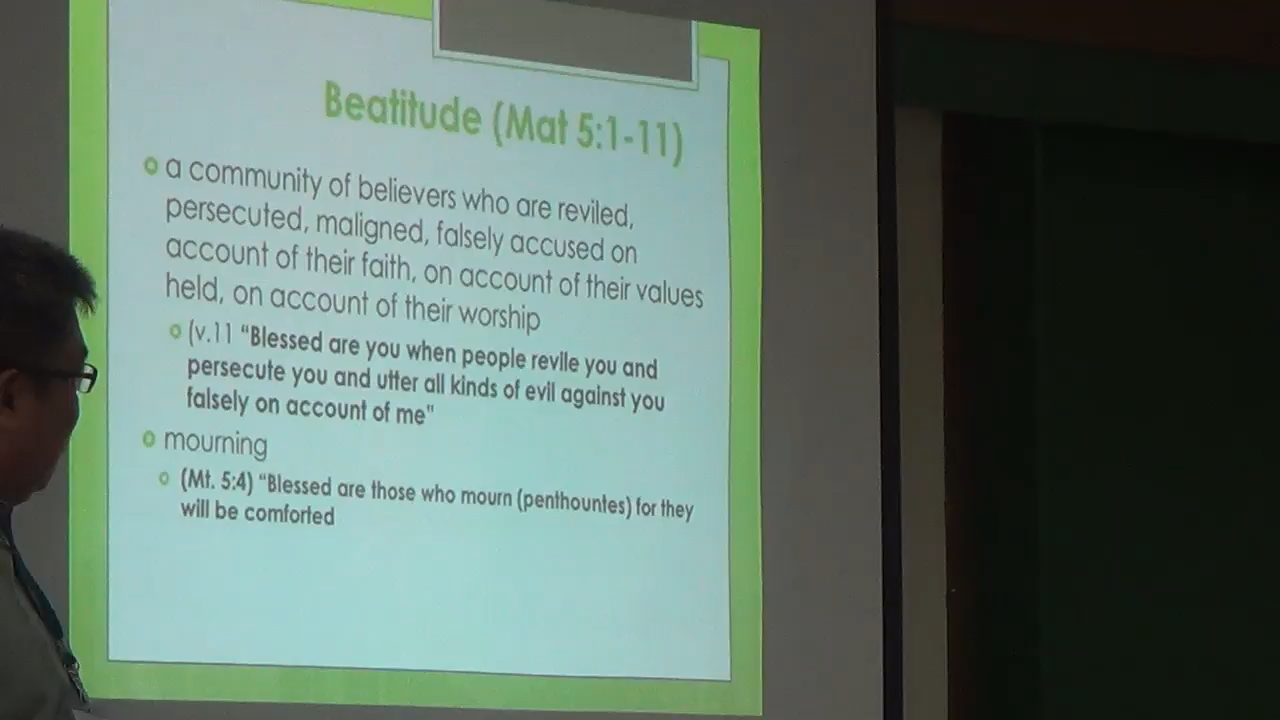 Beatitude (Mat 5:1-11)
a community of believers who are reviled,
persecuted, maligned, falsely accused on
account of their faith, on account of their values
held, on account of their worship
(v.11 “Blessed are you when people revile you and
persecute you and utter all kinds of evil against you
falsely on account of me"
mourning
(Mt. 5:4) “Blessed are those who mourn (penthountes) for they
will be comforted